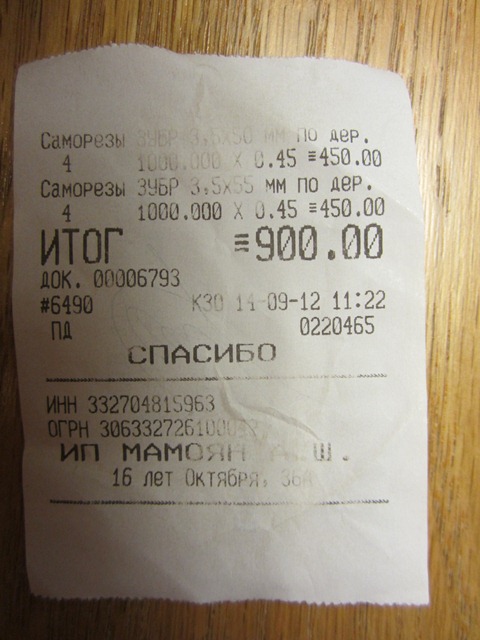 Саморезы ЗУБР 3,5х50 мм по дер.
4 1000.000 X 0.45 ≡450.00
Саморезы ЗУБР 3,5х55 мм по дер.
4 1000.000 X 0.45 ≡450.00
ИТОГ ≡900.00
ДОК. 00006793
#6490 КЗ0 14-09-12 11:22
ПД 0220465
СПАСИБО
ИНН 332704815963
ОГРН
ИП МАМОЯН Ш.
16 лет Октября, 36А